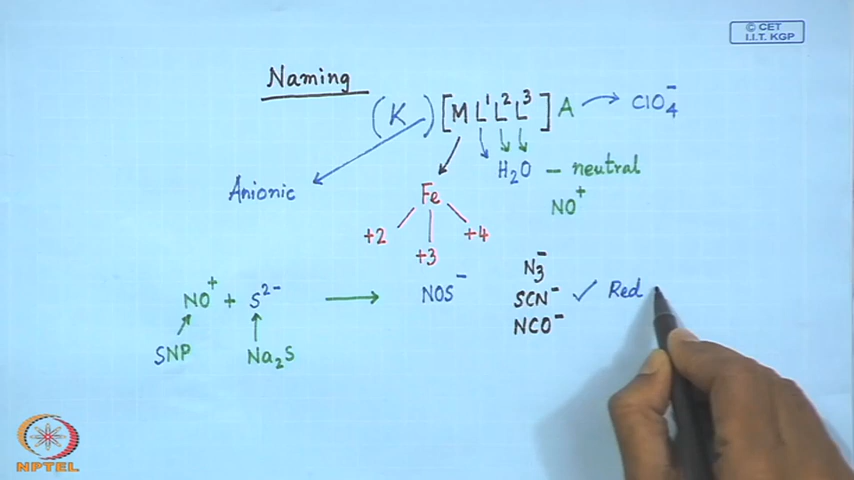 © CET
I.I.T. KGP
Naming
(K) [M L¹ L² L³] A → ClO₄⁻
H₂O – neutral
Anionic
Fe
NO⁺
+2
+3
+4
N₃⁻
NO⁺ + S²⁻ → NOS⁻
SCN⁻ ✓ Red
NCO⁻
SNP
Na₂S
NPTEL